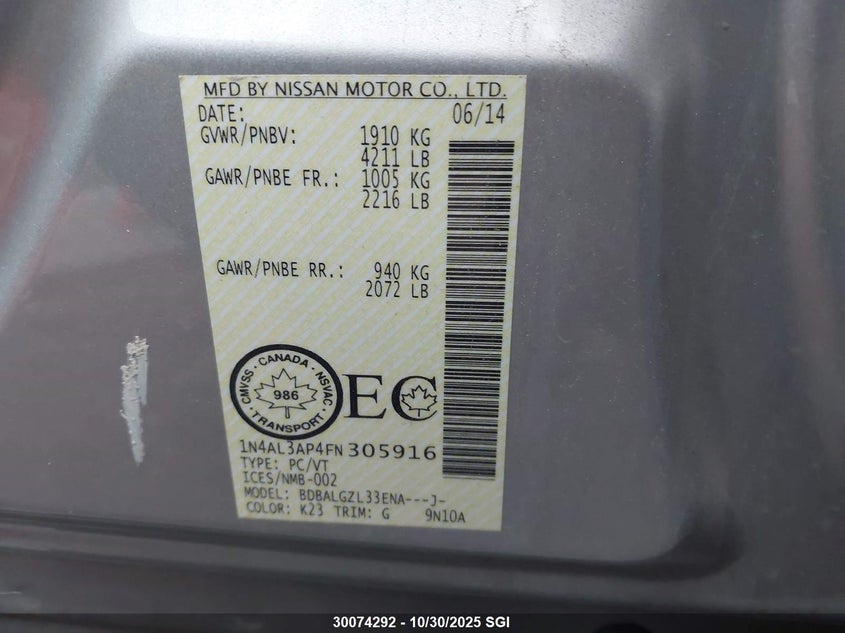 MFD BY NISSAN MOTOR CO., LTD.
DATE: 06/14
GVWR/PNBV: 1910 KG
4211 LB
GAWR/PNBE FR.: 1005 KG
2216 LB
GAWR/PNBE RR.: 940 KG
2072 LB
CMVSS · CANADA · NSVAC · TRANSPORT ·
986
EC
1N4AL3AP4FN305916
TYPE: PC/VT
ICES/NMB-002
MODEL: BDBALGZL33ENA---J-
COLOR: K23 TRIM: G 9N10A
30074292 - 10/30/2025 SGI